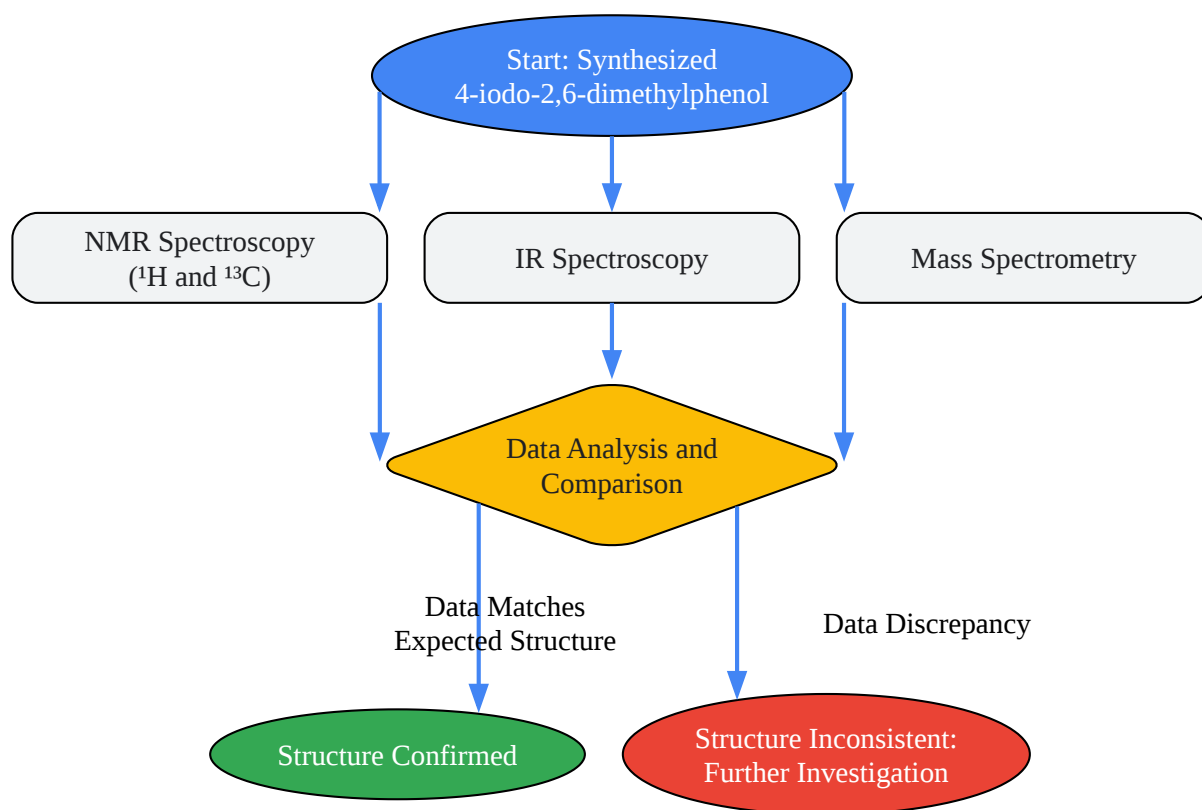 Start: Synthesized
4-iodo-2,6-dimethylphenol
NMR Spectroscopy
(¹H and ¹³C)
IR Spectroscopy
Mass Spectrometry
Data Analysis and
Comparison
Data Matches
Expected Structure
Data Discrepancy
Structure Confirmed
Structure Inconsistent:
Further Investigation